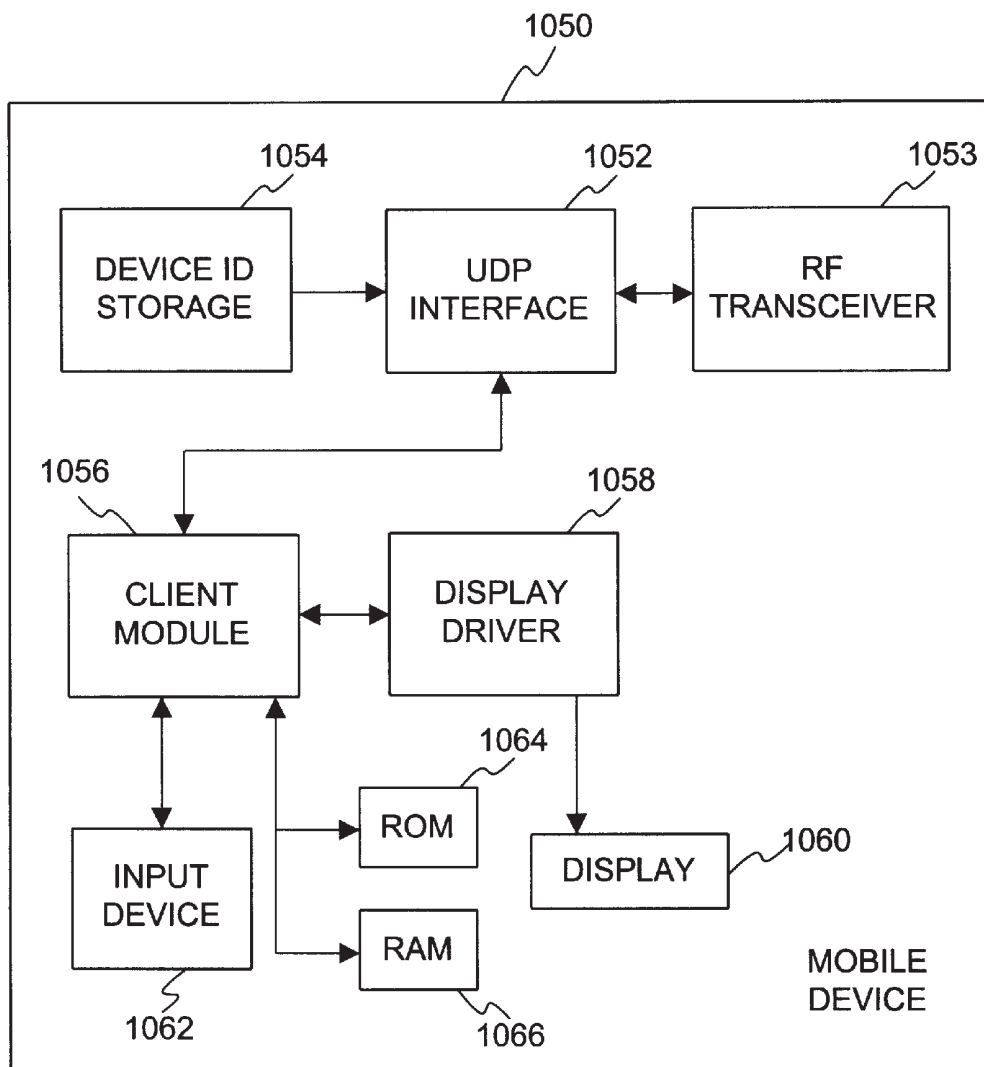 1050
1054
1052
1053
DEVICE ID
STORAGE
UDP
INTERFACE
RF
TRANSCEIVER
1056
1058
CLIENT
MODULE
DISPLAY
DRIVER
1064
ROM
1060
DISPLAY
INPUT
DEVICE
RAM
1062
1066
MOBILE
DEVICE